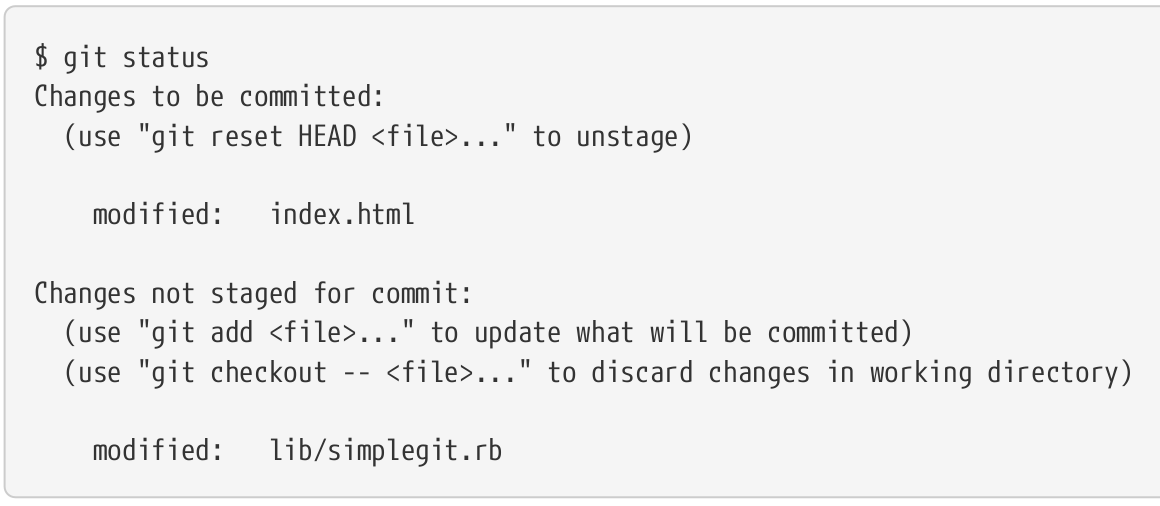 $ git status
Changes to be committed:
  (use "git reset HEAD <file>..." to unstage)

    modified:   index.html

Changes not staged for commit:
  (use "git add <file>..." to update what will be committed)
  (use "git checkout -- <file>..." to discard changes in working directory)

    modified:   lib/simplegit.rb